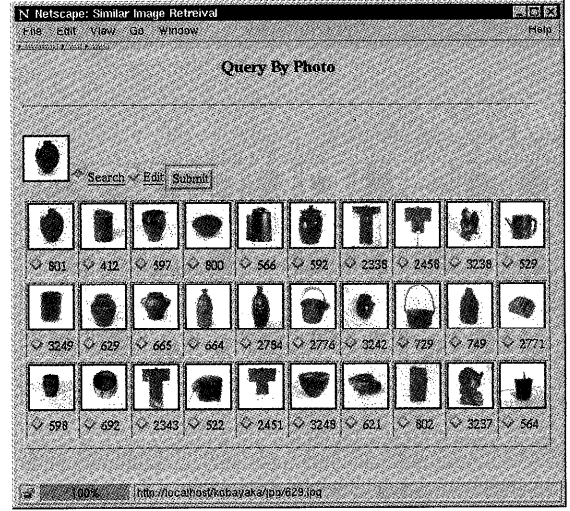 Netscape: Similar Image Retreival
File Edit View Go Window Help
Query By Photo
Search Edit Submit
801 412 597 800 566 592 2338 2458 3238 529
3249 629 665 664 2784 2776 3242 729 749 2771
598 692 2343 522 2451 3248 621 802 3237 564
100% http://localhost/kobayaka/jpg/629.jpg